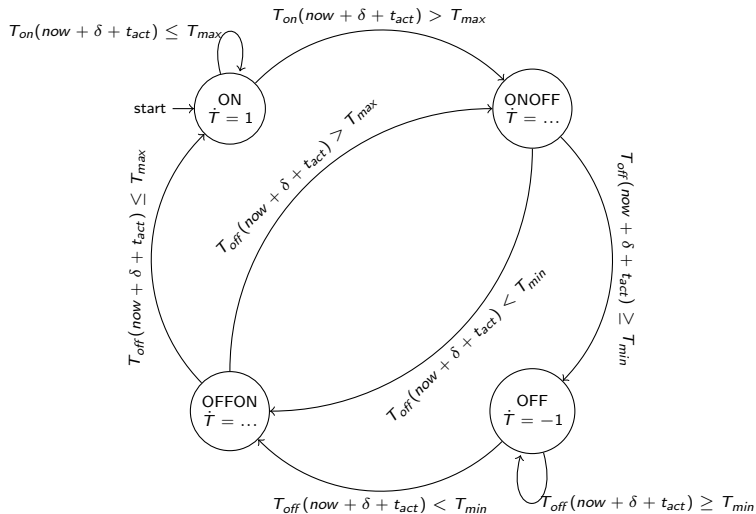 T_on(now + δ + t_act) ≤ T_max
T_on(now + δ + t_act) > T_max
start
ON
Ṫ = 1
ONOFF
Ṫ = ...
T_off(now + δ + t_act) ≤ T_max
T_off(now + δ + t_act) > T_max
T_off(now + δ + t_act) < T_min
T_off(now + δ + t_act) ≥ T_min
OFFON
Ṫ = ...
OFF
Ṫ = −1
T_off(now + δ + t_act) < T_min
T_off(now + δ + t_act) ≥ T_min